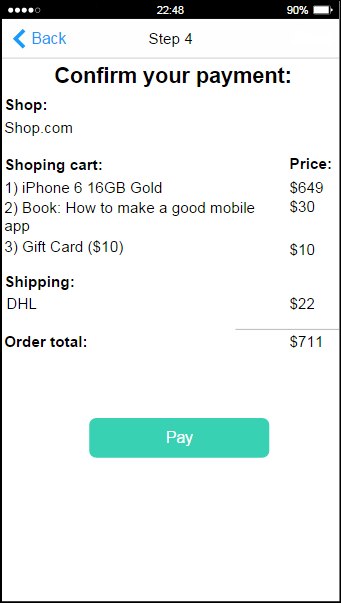 22:48 90%
Back Step 4
Confirm your payment:
Shop:
Shop.com
Shoping cart: Price:
1) iPhone 6 16GB Gold $649
2) Book: How to make a good mobile $30
app
3) Gift Card ($10) $10
Shipping:
DHL $22
Order total: $711
Pay